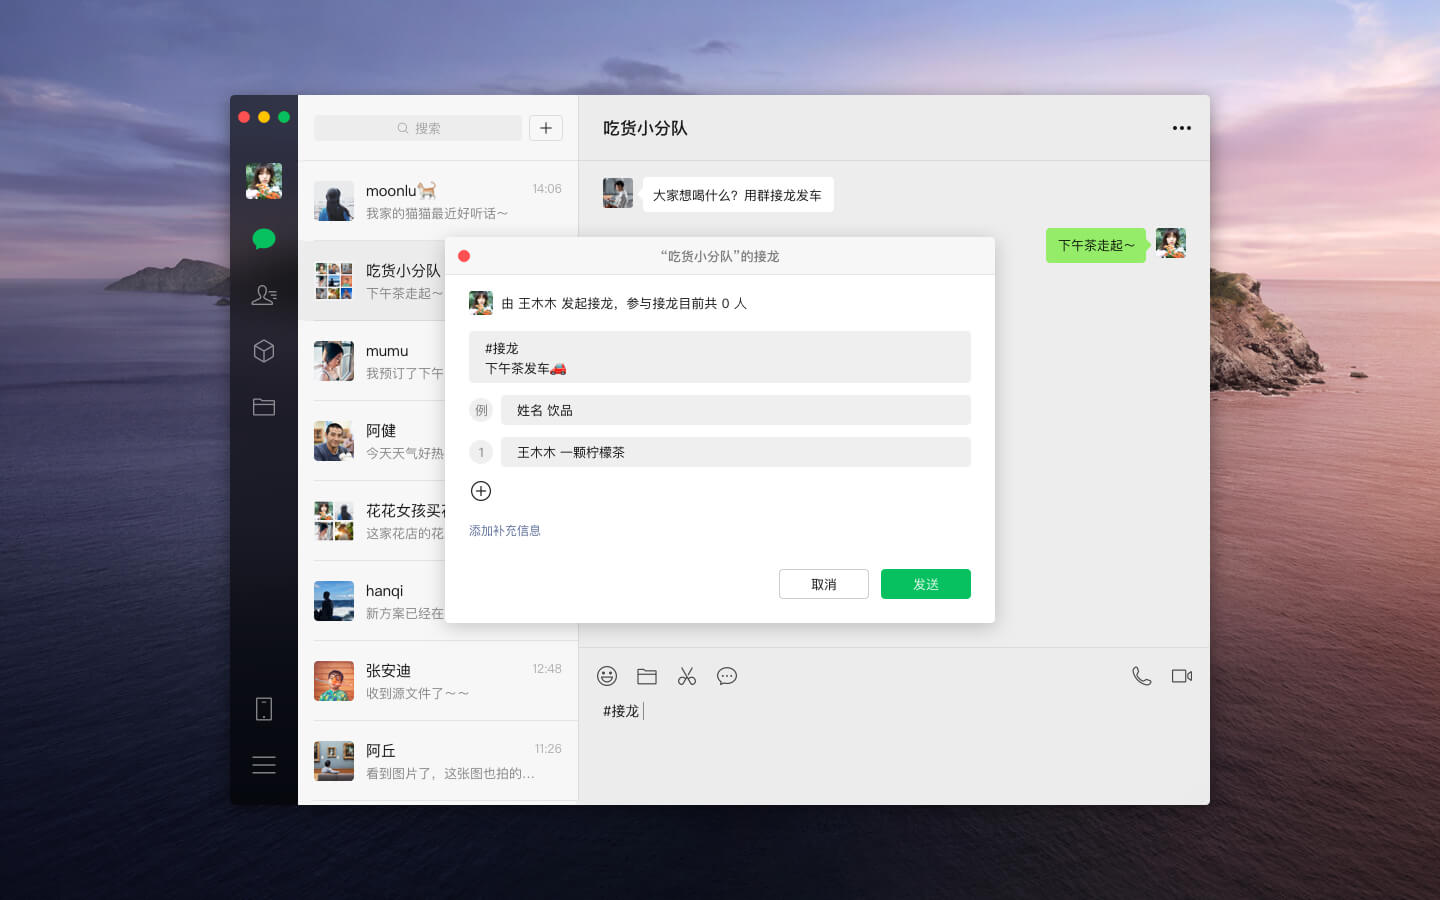 搜索
moonlu🐈
14:06
我家的猫猫最近好听话～
吃货小分队
下午茶走起～
mumu
我预订了下午
阿健
今天天气好热
花花女孩买
这家花店的花
hanqi
新方案已经在
张安迪
12:48
收到源文件了～～
阿丘
11:26
看到图片了，这张图也拍的...
吃货小分队
大家想喝什么？用群接龙发车
下午茶走起～
“吃货小分队”的接龙
由 王木木 发起接龙，参与接龙目前共 0 人
#接龙
下午茶发车🚗
例 姓名 饮品
1 王木木 一颗柠檬茶
添加补充信息
取消
发送
#接龙